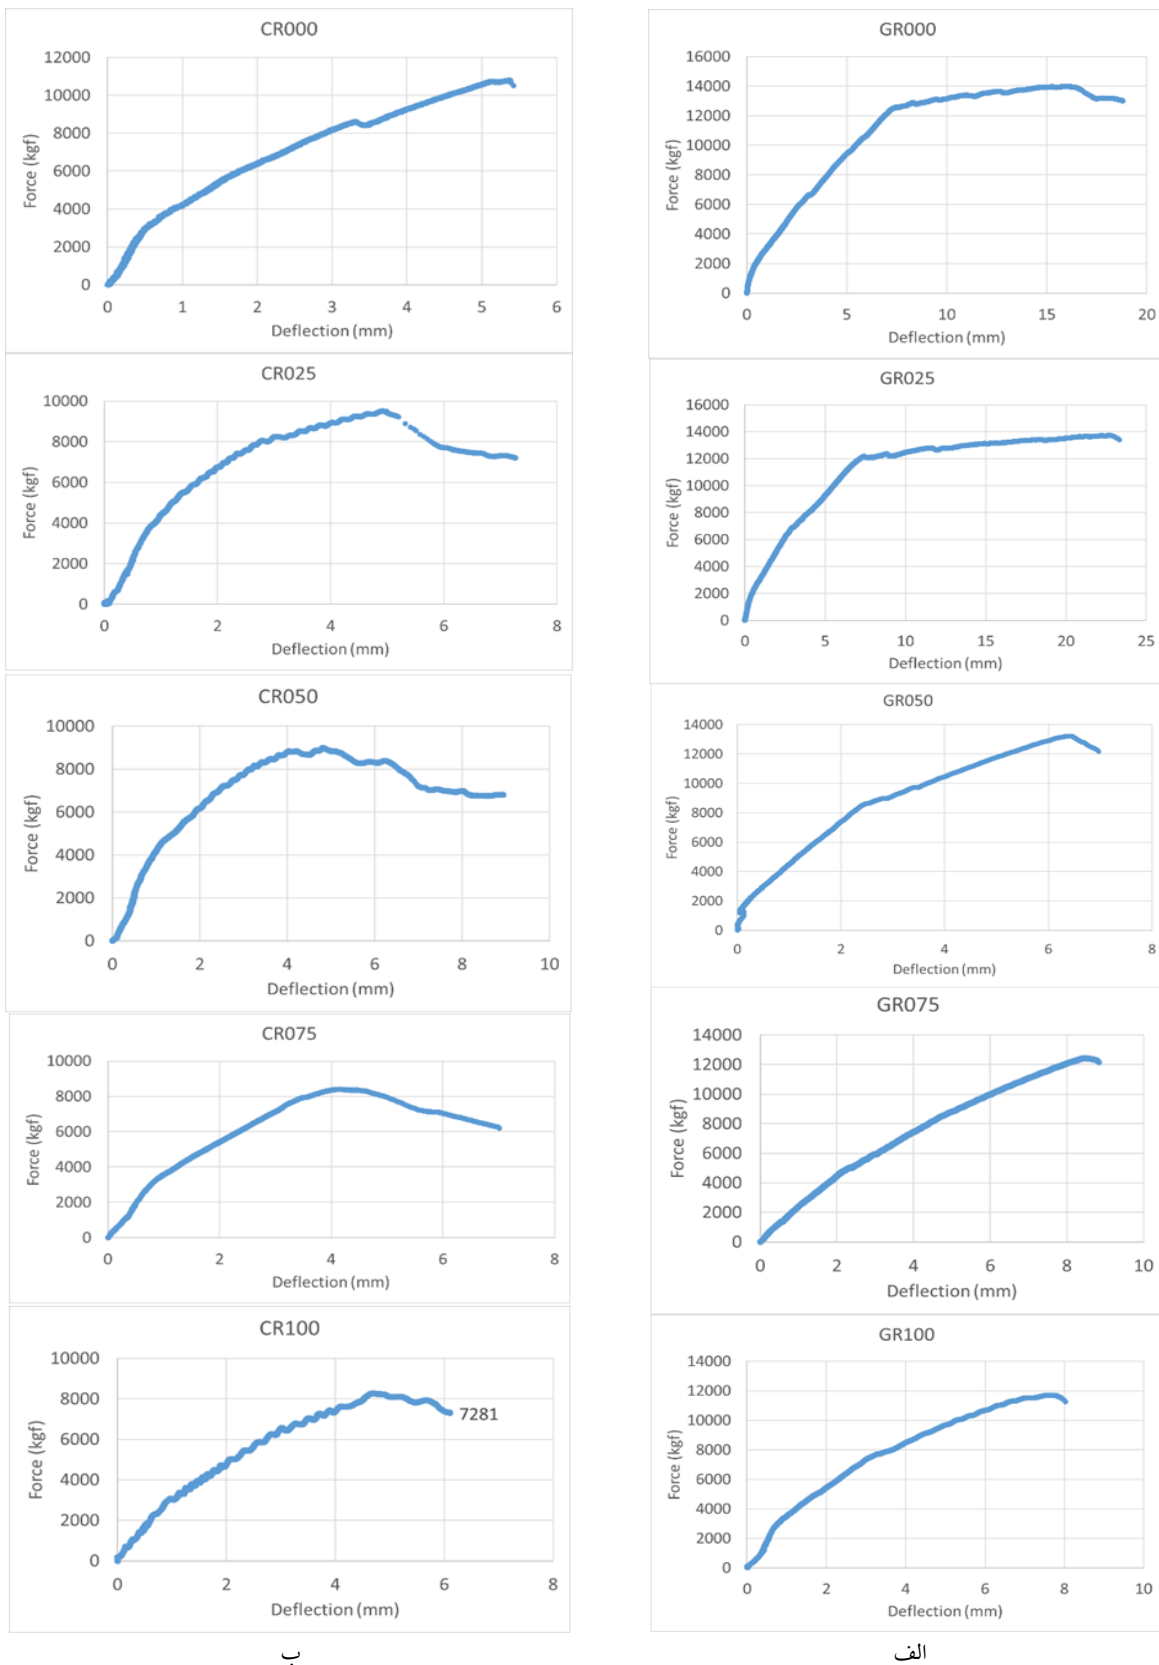 CR000
12000
10000
8000
6000
4000
2000
0
Force (kgf)
0 1 2 3 4 5 6
Deflection (mm)
GR000
16000
14000
12000
10000
8000
6000
4000
2000
0
Force (kgf)
0 5 10 15 20
Deflection (mm)
CR025
10000
8000
6000
4000
2000
0
Force (kgf)
0 2 4 6 8
Deflection (mm)
GR025
16000
14000
12000
10000
8000
6000
4000
2000
0
Force (kgf)
0 5 10 15 20 25
Deflection (mm)
CR050
10000
8000
6000
4000
2000
0
Force (kgf)
0 2 4 6 8 10
Deflection (mm)
GR050
14000
12000
10000
8000
6000
4000
2000
0
Force (kgf)
0 2 4 6 8
Deflection (mm)
CR075
10000
8000
6000
4000
2000
0
Force (kgf)
0 2 4 6 8
Deflection (mm)
GR075
14000
12000
10000
8000
6000
4000
2000
0
Force (kgf)
0 2 4 6 8 10
Deflection (mm)
CR100
10000
8000
6000
4000
2000
0
Force (kgf)
7281
0 2 4 6 8
Deflection (mm)
GR100
14000
12000
10000
8000
6000
4000
2000
0
Force (kgf)
0 2 4 6 8 10
Deflection (mm)
الف
ب